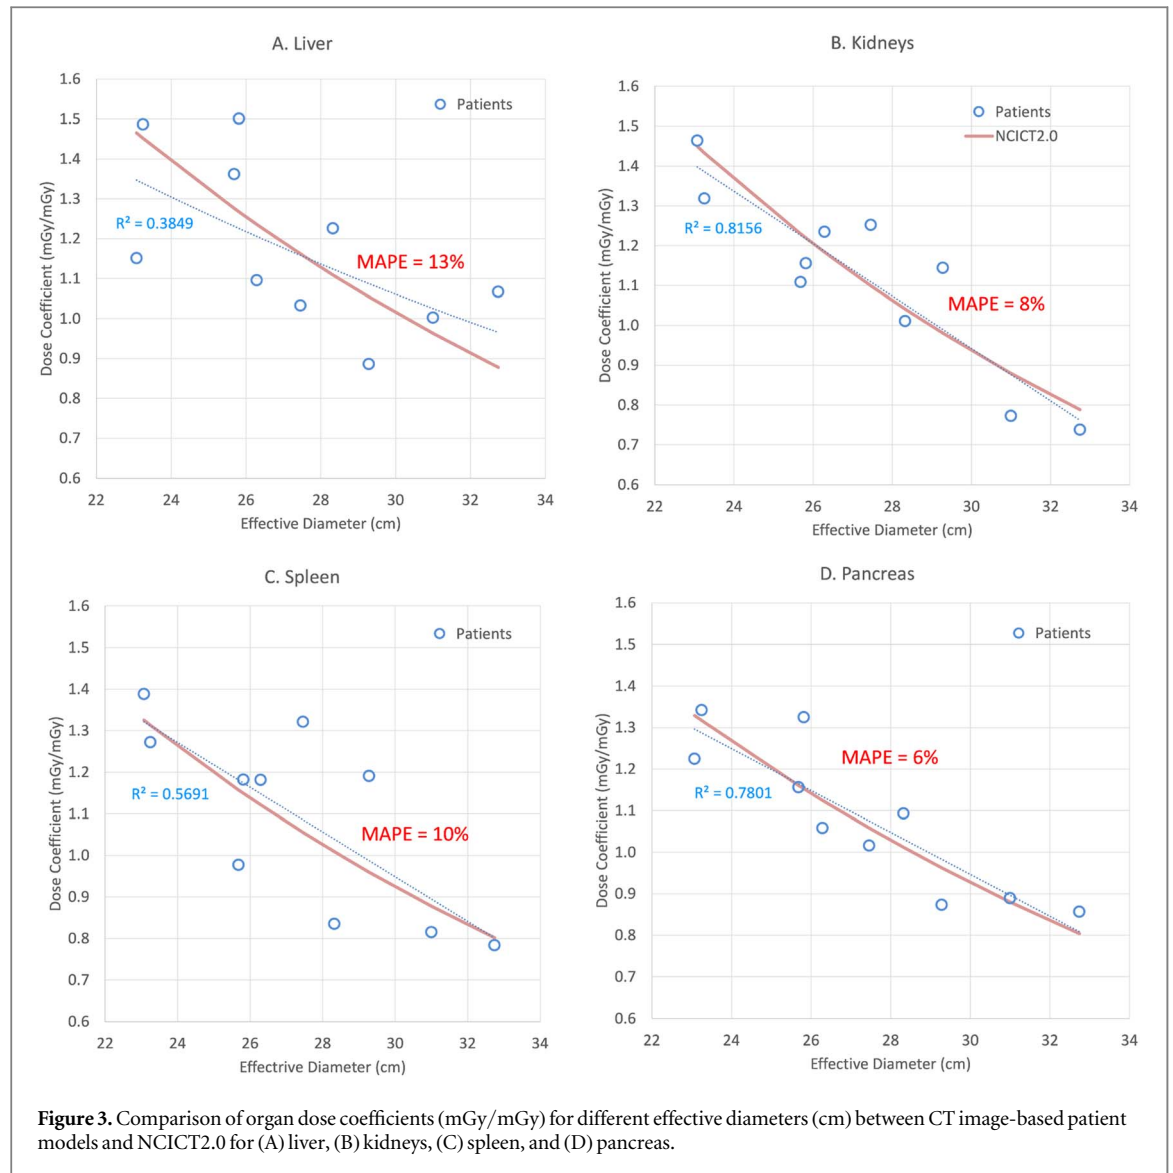 A. Liver
Dose Coefficient (mGy/mGy)
1.6
1.5
1.4
1.3
1.2
1.1
1.0
0.9
0.8
0.7
0.6
Patients
R² = 0.3849
MAPE = 13%
22 24 26 28 30 32 34
Effective Diameter (cm)
B. Kidneys
Dose Coefficient (mGy/mGy)
1.6
1.5
1.4
1.3
1.2
1.1
1.0
0.9
0.8
0.7
0.6
Patients
NCICT2.0
R² = 0.8156
MAPE = 8%
22 24 26 28 30 32 34
Effective Diameter (cm)
C. Spleen
Dose Coefficient (mGy/mGy)
1.6
1.5
1.4
1.3
1.2
1.1
1.0
0.9
0.8
0.7
0.6
Patients
R² = 0.5691
MAPE = 10%
22 24 26 28 30 32 34
Effectrive Diameter (cm)
D. Pancreas
Dose Coefficient (mGy/mGy)
1.6
1.5
1.4
1.3
1.2
1.1
1.0
0.9
0.8
0.7
0.6
Patients
MAPE = 6%
R² = 0.7801
22 24 26 28 30 32 34
Effective Diameter (cm)
Figure 3. Comparison of organ dose coefficients (mGy/mGy) for different effective diameters (cm) between CT image-based patient
models and NCICT2.0 for (A) liver, (B) kidneys, (C) spleen, and (D) pancreas.